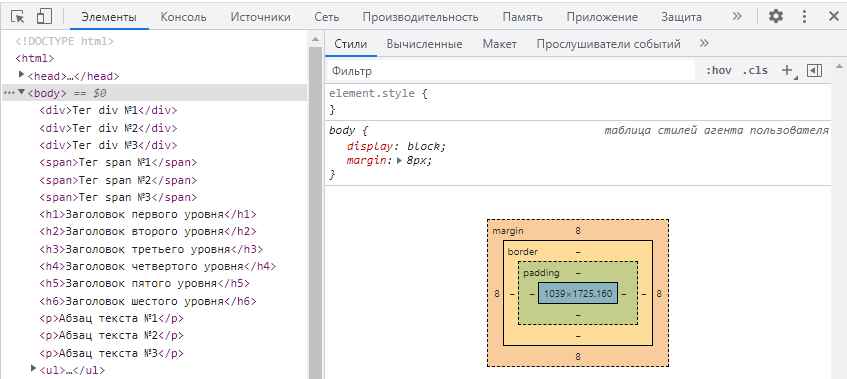 Элементы Консоль Источники Сеть Производительность Память Приложение Защита »
<!DOCTYPE html>
<html>
<head>…</head>
<body> == $0
<div>Тег div №1</div>
<div>Тег div №2</div>
<div>Тег div №3</div>
<span>Тег span №1</span>
<span>Тег span №2</span>
<span>Тег span №3</span>
<h1>Заголовок первого уровня</h1>
<h2>Заголовок второго уровня</h2>
<h3>Заголовок третьего уровня</h3>
<h4>Заголовок четвертого уровня</h4>
<h5>Заголовок пятого уровня</h5>
<h6>Заголовок шестого уровня</h6>
<p>Абзац текста №1</p>
<p>Абзац текста №2</p>
<p>Абзац текста №3</p>
<ul>…</ul>
Стили Вычисленные Макет Прослушиватели событий »
Фильтр :hov .cls +
element.style {
}
body { таблица стилей агента пользователя
display: block;
margin: 8px;
}
margin 8
border –
padding –
8 – – 1039×1725.160 – – 8
–
–
8